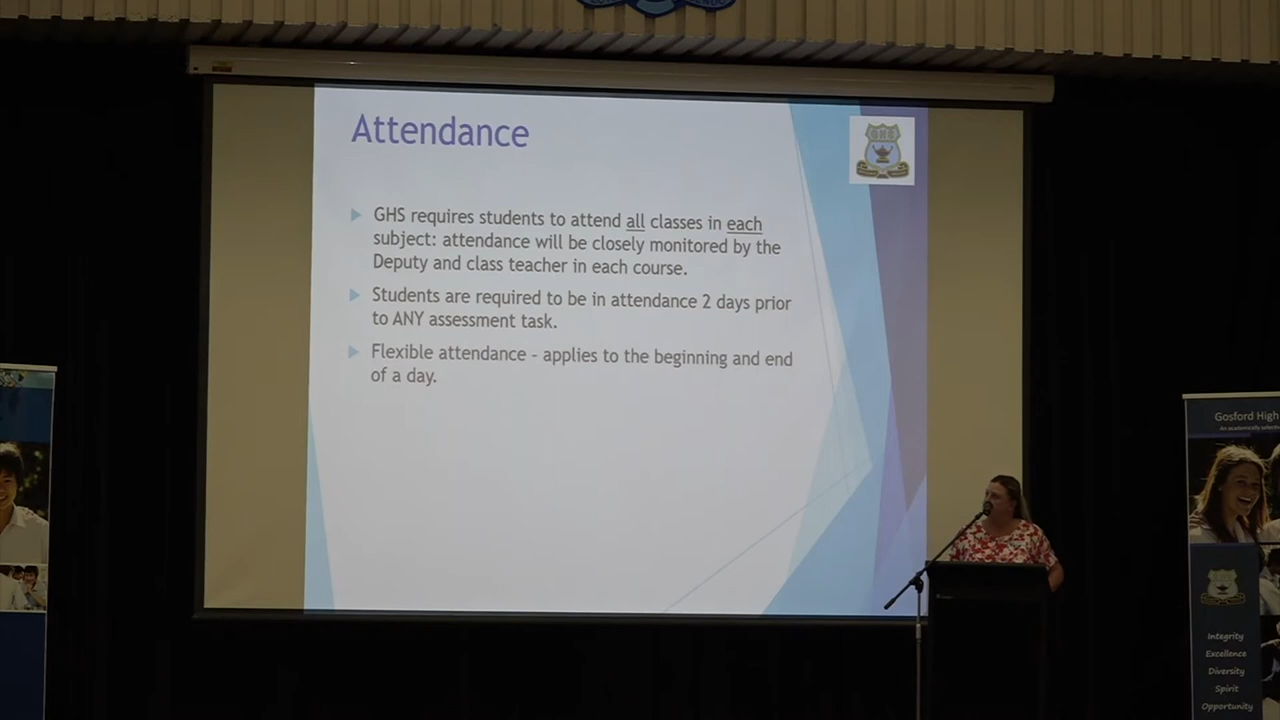 Attendance
GHS
GHS requires students to attend all classes in each
subject: attendance will be closely monitored by the
Deputy and class teacher in each course.
Students are required to be in attendance 2 days prior
to ANY assessment task.
Flexible attendance - applies to the beginning and end
of a day.
Gosford High
An academically selecti
Integrity
Excellence
Diversity
Spirit
Opportunity